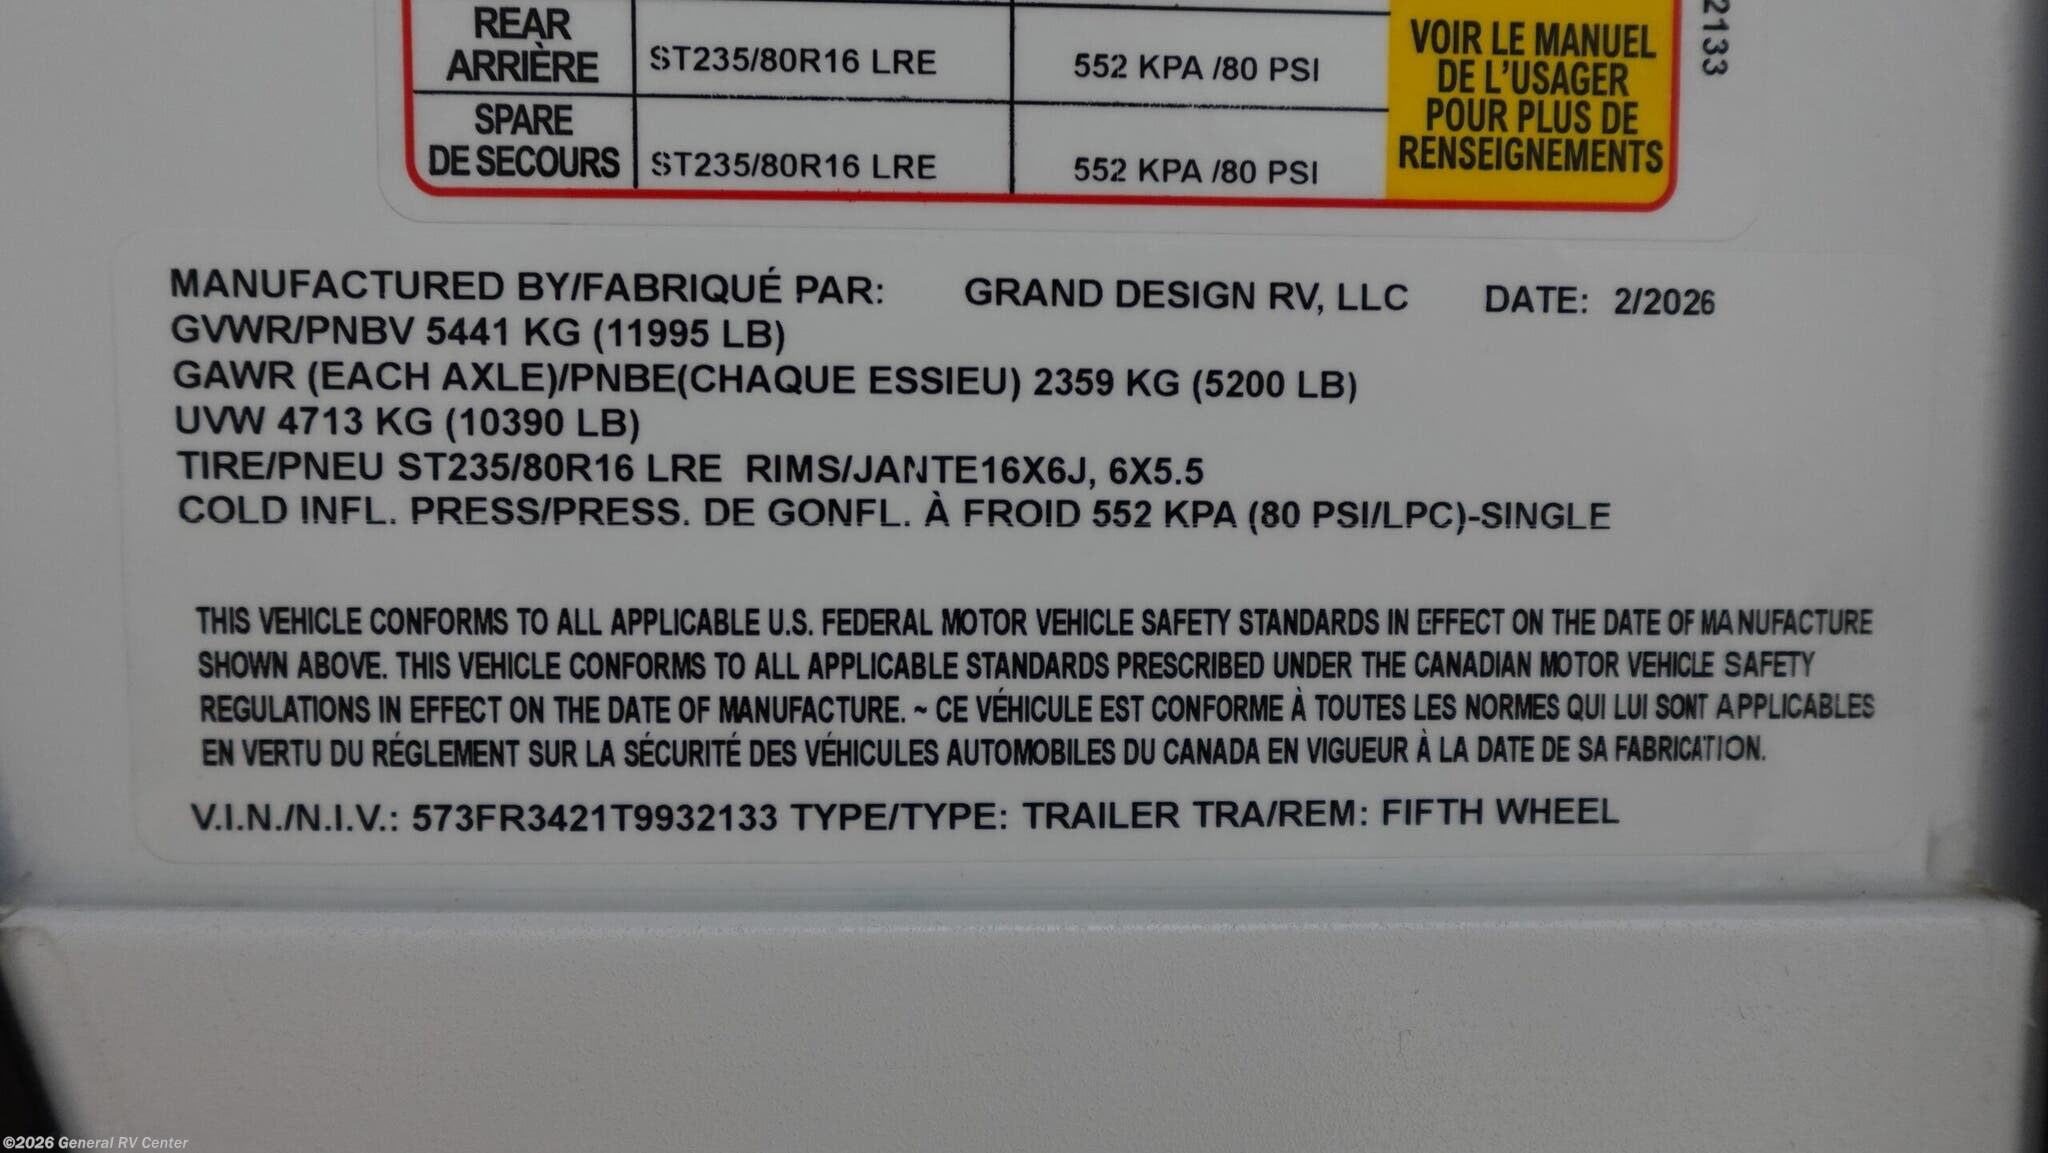 REAR
ARRIÈRE
ST235/80R16 LRE
552 KPA /80 PSI
SPARE
DE SECOURS
ST235/80R16 LRE
552 KPA /80 PSI
VOIR LE MANUEL
DE L'USAGER
POUR PLUS DE
RENSEIGNEMENTS
2133
MANUFACTURED BY/FABRIQUÉ PAR: GRAND DESIGN RV, LLC DATE: 2/2026
GVWR/PNBV 5441 KG (11995 LB)
GAWR (EACH AXLE)/PNBE(CHAQUE ESSIEU) 2359 KG (5200 LB)
UVW 4713 KG (10390 LB)
TIRE/PNEU ST235/80R16 LRE RIMS/JANTE16X6J, 6X5.5
COLD INFL. PRESS/PRESS. DE GONFL. À FROID 552 KPA (80 PSI/LPC)-SINGLE
THIS VEHICLE CONFORMS TO ALL APPLICABLE U.S. FEDERAL MOTOR VEHICLE SAFETY STANDARDS IN EFFECT ON THE DATE OF MANUFACTURE
SHOWN ABOVE. THIS VEHICLE CONFORMS TO ALL APPLICABLE STANDARDS PRESCRIBED UNDER THE CANADIAN MOTOR VEHICLE SAFETY
REGULATIONS IN EFFECT ON THE DATE OF MANUFACTURE. ~ CE VÉHICULE EST CONFORME À TOUTES LES NORMES QUI LUI SONT APPLICABLES
EN VERTU DU RÉGLEMENT SUR LA SÉCURITÉ DES VÉHICULES AUTOMOBILES DU CANADA EN VIGUEUR À LA DATE DE SA FABRICATION.
V.I.N./N.I.V.: 573FR3421T9932133 TYPE/TYPE: TRAILER TRA/REM: FIFTH WHEEL
©2026 General RV Center